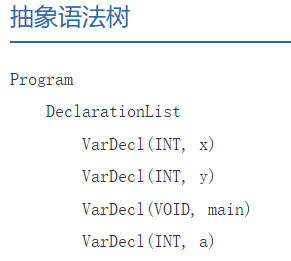 抽象语法树
Program
DeclarationList
VarDecl(INT, x)
VarDecl(INT, y)
VarDecl(VOID, main)
VarDecl(INT, a)